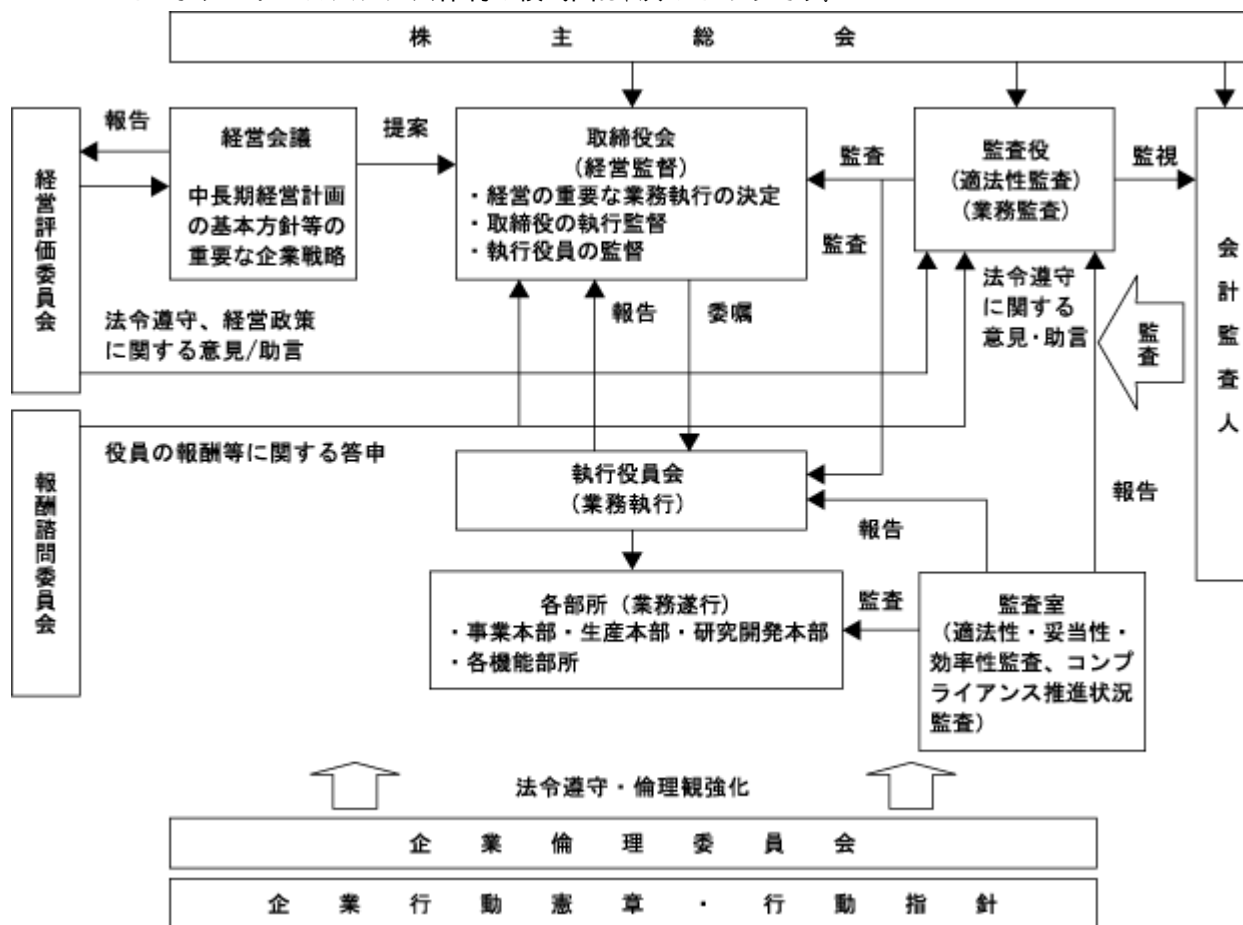 株主総会
報告
経営会議
中長期経営計画
の基本方針等の
重要な企業戦略
提案
取締役会
(経営監督)
・経営の重要な業務執行の決定
・取締役の執行監督
・執行役員の監督
監査
監査
監査役
(適法性監査)
(業務監査)
監視
会計監査人
経営評価委員会
法令遵守、経営政策
に関する意見/助言
報告
委嘱
法令遵守
に関する
意見・助言
監査
報酬諮問委員会
役員の報酬等に関する答申
執行役員会
(業務執行)
報告
報告
各部所(業務遂行)
・事業本部・生産本部・研究開発本部
・各機能部所
監査
監査室
(適法性・妥当性・
効率性監査、コンプ
ライアンス推進状況
監査)
法令遵守・倫理観強化
企業倫理委員会
企業行動憲章・行動指針